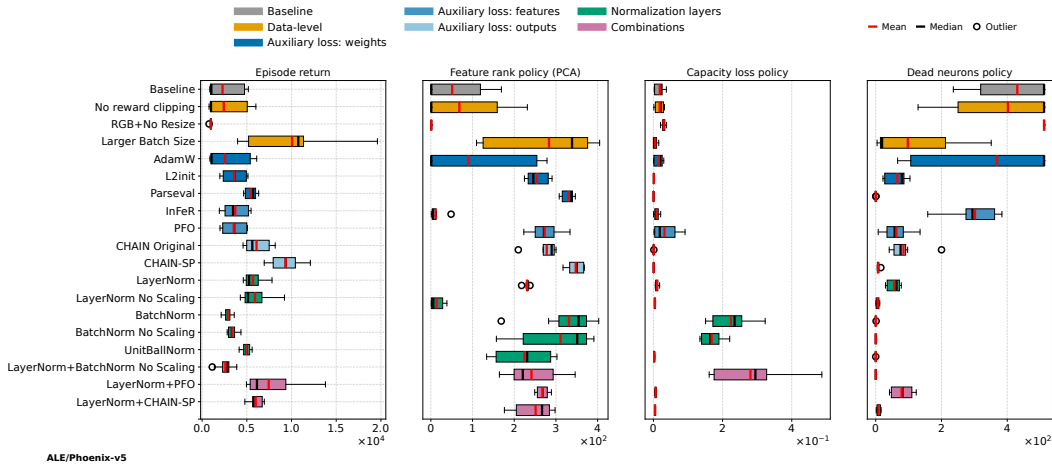 Baseline
Data-level
Auxiliary loss: weights
Auxiliary loss: features
Auxiliary loss: outputs
Normalization layers
Combinations
Mean
Median
Outlier
Episode return
Feature rank policy (PCA)
Capacity loss policy
Dead neurons policy
Baseline
No reward clipping
RGB+No Resize
Larger Batch Size
AdamW
L2init
Parseval
InFeR
PFO
CHAIN Original
CHAIN-SP
LayerNorm
LayerNorm No Scaling
BatchNorm
BatchNorm No Scaling
UnitBallNorm
LayerNorm+BatchNorm No Scaling
LayerNorm+PFO
LayerNorm+CHAIN-SP
0.0 0.5 1.0 1.5 2.0
×10⁴
0 2 4
×10²
0 2 4
×10⁻¹
0 2 4
×10²
ALE/Phoenix-v5